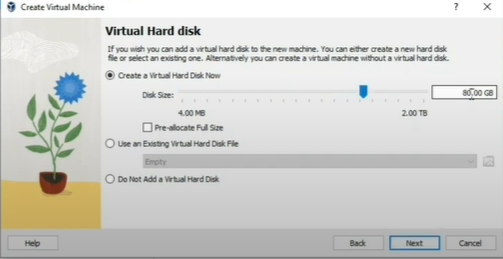 Create Virtual Machine
?
Virtual Hard disk
If you wish you can add a virtual hard disk to the new machine. You can either create a new hard disk
file or select an existing one. Alternatively you can create a virtual machine without a virtual hard disk.
Create a Virtual Hard Disk Now
Disk Size:
80.00 GB
4.00 MB
2.00 TB
Pre-allocate Full Size
Use an Existing Virtual Hard Disk File
Empty
Do Not Add a Virtual Hard Disk
Help
Back
Next
Cancel